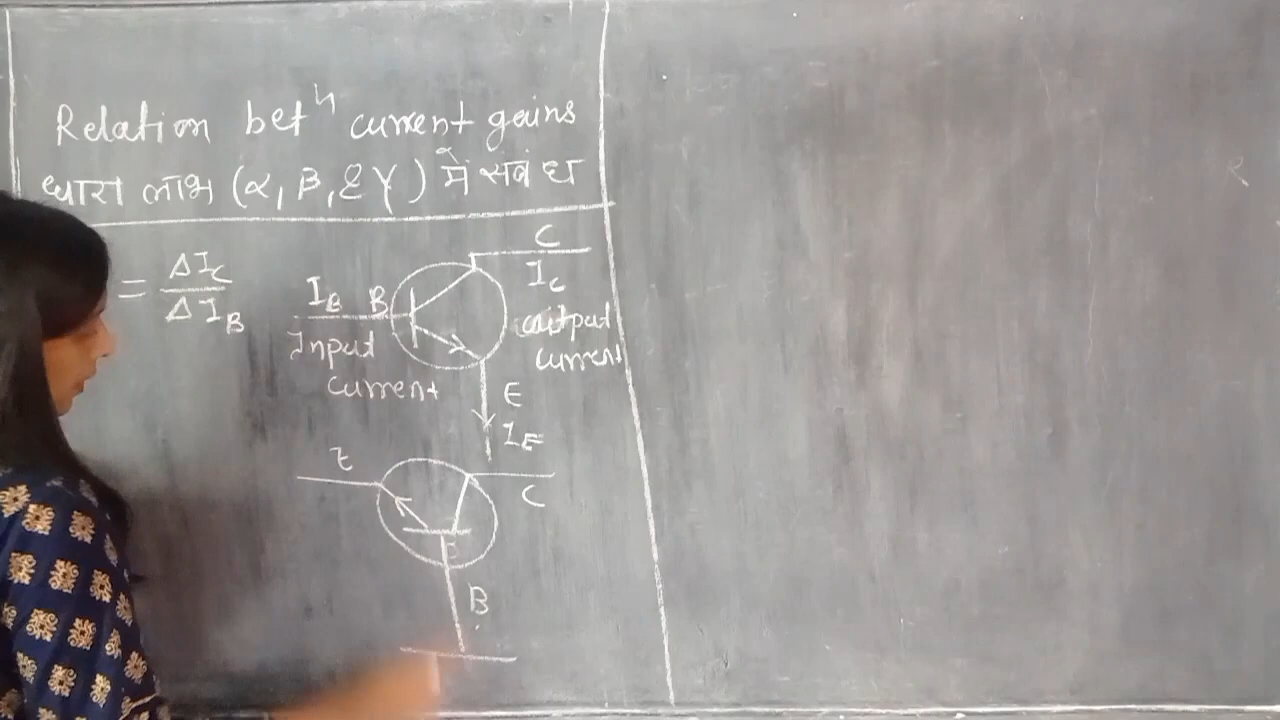 Relation betⁿ current gains
धारा लाभ (α, β, & γ) में संबंध
= ΔI_C / ΔI_B
C
I_B B
I_C
Input current
output current
E
I_E
E
C
B